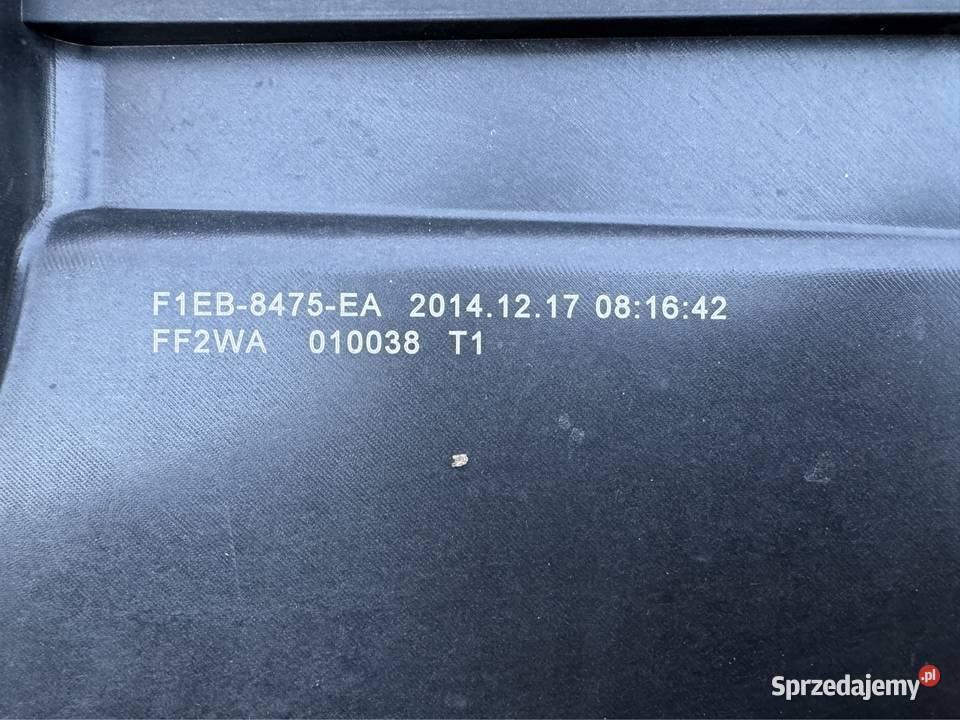 F1EB-8475-EA 2014.12.17 08:16:42
FF2WA 010038 T1
Sprzedajemy.pl